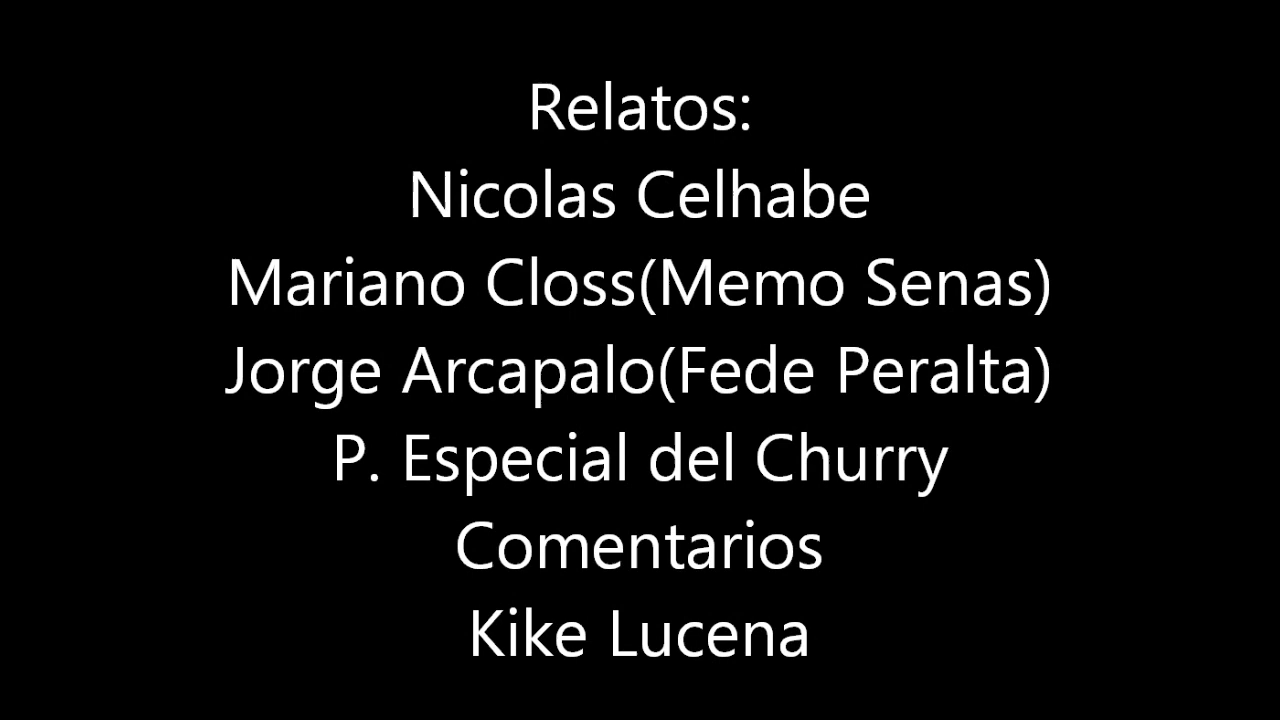 Relatos:
Nicolas Celhabe
Mariano Closs(Memo Senas)
Jorge Arcapalo(Fede Peralta)
P. Especial del Churry
Comentarios
Kike Lucena